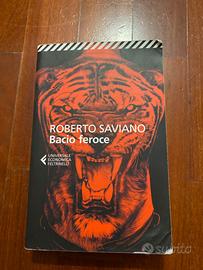 ROBERTO SAVIANO
Bacio feroce
UNIVERSALE
ECONOMICA
FELTRINELLI
subito